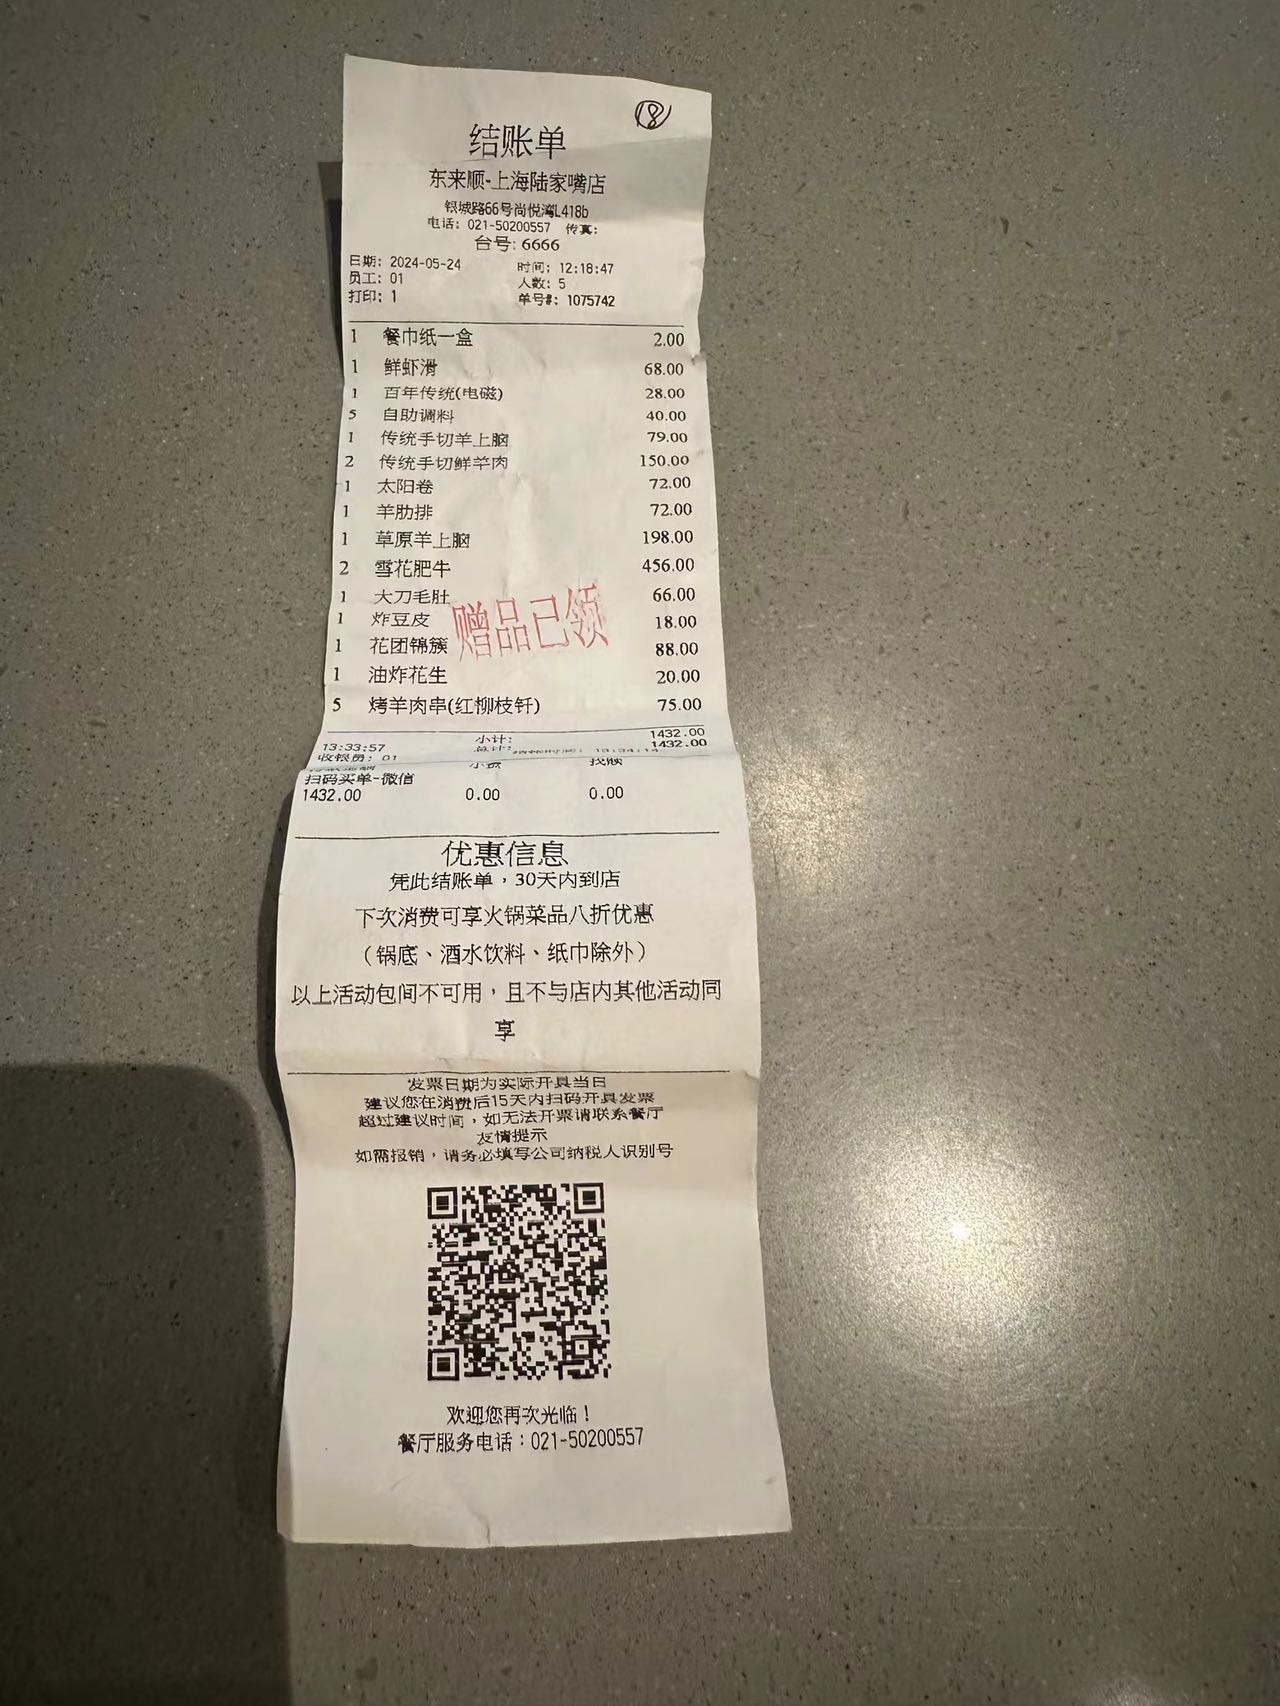 18
结账单
东来顺-上海陆家嘴店
银城路66号尚悦湾L418b
电话: 021-50200557 传真:
台号: 6666
日期: 2024-05-24 时间: 12:18:47
员工: 01 人数: 5
打印: 1 单号#: 1075742
1 餐巾纸一盒 2.00
1 鲜虾滑 68.00
1 百年传统(电磁) 28.00
5 自助调料 40.00
1 传统手切羊上脑 79.00
2 传统手切鲜羊肉 150.00
1 太阳卷 72.00
1 羊肋排 72.00
1 草原羊上脑 198.00
2 雪花肥牛 456.00
1 大刀毛肚 66.00
1 炸豆皮 18.00
赠品已领
1 花团锦簇 88.00
1 油炸花生 20.00
5 烤羊肉串(红柳枝钎) 75.00
小计: 1432.00
13:33:57 总计: 1432.00
收银员: 01 13:34:14
小费 找赎
扫码买单-微信
1432.00 0.00 0.00
优惠信息
凭此结账单，30天内到店
下次消费可享火锅菜品八折优惠
（锅底、酒水饮料、纸巾除外）
以上活动包间不可用，且不与店内其他活动同
享
发票日期为实际开具当日
建议您在消费后15天内扫码开具发票
超过建议时间，如无法开票请联系餐厅
友情提示
如需报销，请务必填写公司纳税人识别号
欢迎您再次光临！
餐厅服务电话：021-50200557